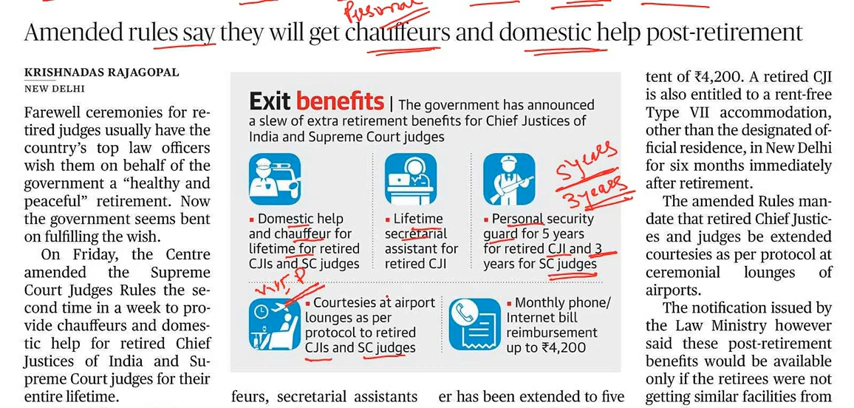 Personal
Amended rules say they will get chauffeurs and domestic help post-retirement
KRISHNADAS RAJAGOPAL
NEW DELHI
Farewell ceremonies for re-
tired judges usually have the
country's top law officers
wish them on behalf of the
government a "healthy and
peaceful" retirement. Now
the government seems bent
on fulfilling the wish.
On Friday, the Centre
amended the Supreme
Court Judges Rules the se-
cond time in a week to pro-
vide chauffeurs and domes-
tic help for retired Chief
Justices of India and Su-
preme Court judges for their
entire lifetime.
Exit benefits | The government has announced
a slew of extra retirement benefits for Chief Justices of
India and Supreme Court judges
▪ Domestic help
and chauffeur for
lifetime for retired
CJIs and SC judges
▪ Lifetime
secretarial
assistant for
retired CJI
5 years
3 years
▪ Personal security
guard for 5 years
for retired CJI and 3
years for SC judges
▪ Courtesies at airport
lounges as per
protocol to retired
CJIs and SC judges
▪ Monthly phone/
Internet bill
reimbursement
up to ₹4,200
feurs, secretarial assistants
er has been extended to five
tent of ₹4,200. A retired CJI
is also entitled to a rent-free
Type VII accommodation,
other than the designated of-
ficial residence, in New Delhi
for six months immediately
after retirement.
The amended Rules man-
date that retired Chief Justic-
es and judges be extended
courtesies as per protocol at
ceremonial lounges of
airports.
The notification issued by
the Law Ministry however
said these post-retirement
benefits would be available
only if the retirees were not
getting similar facilities from